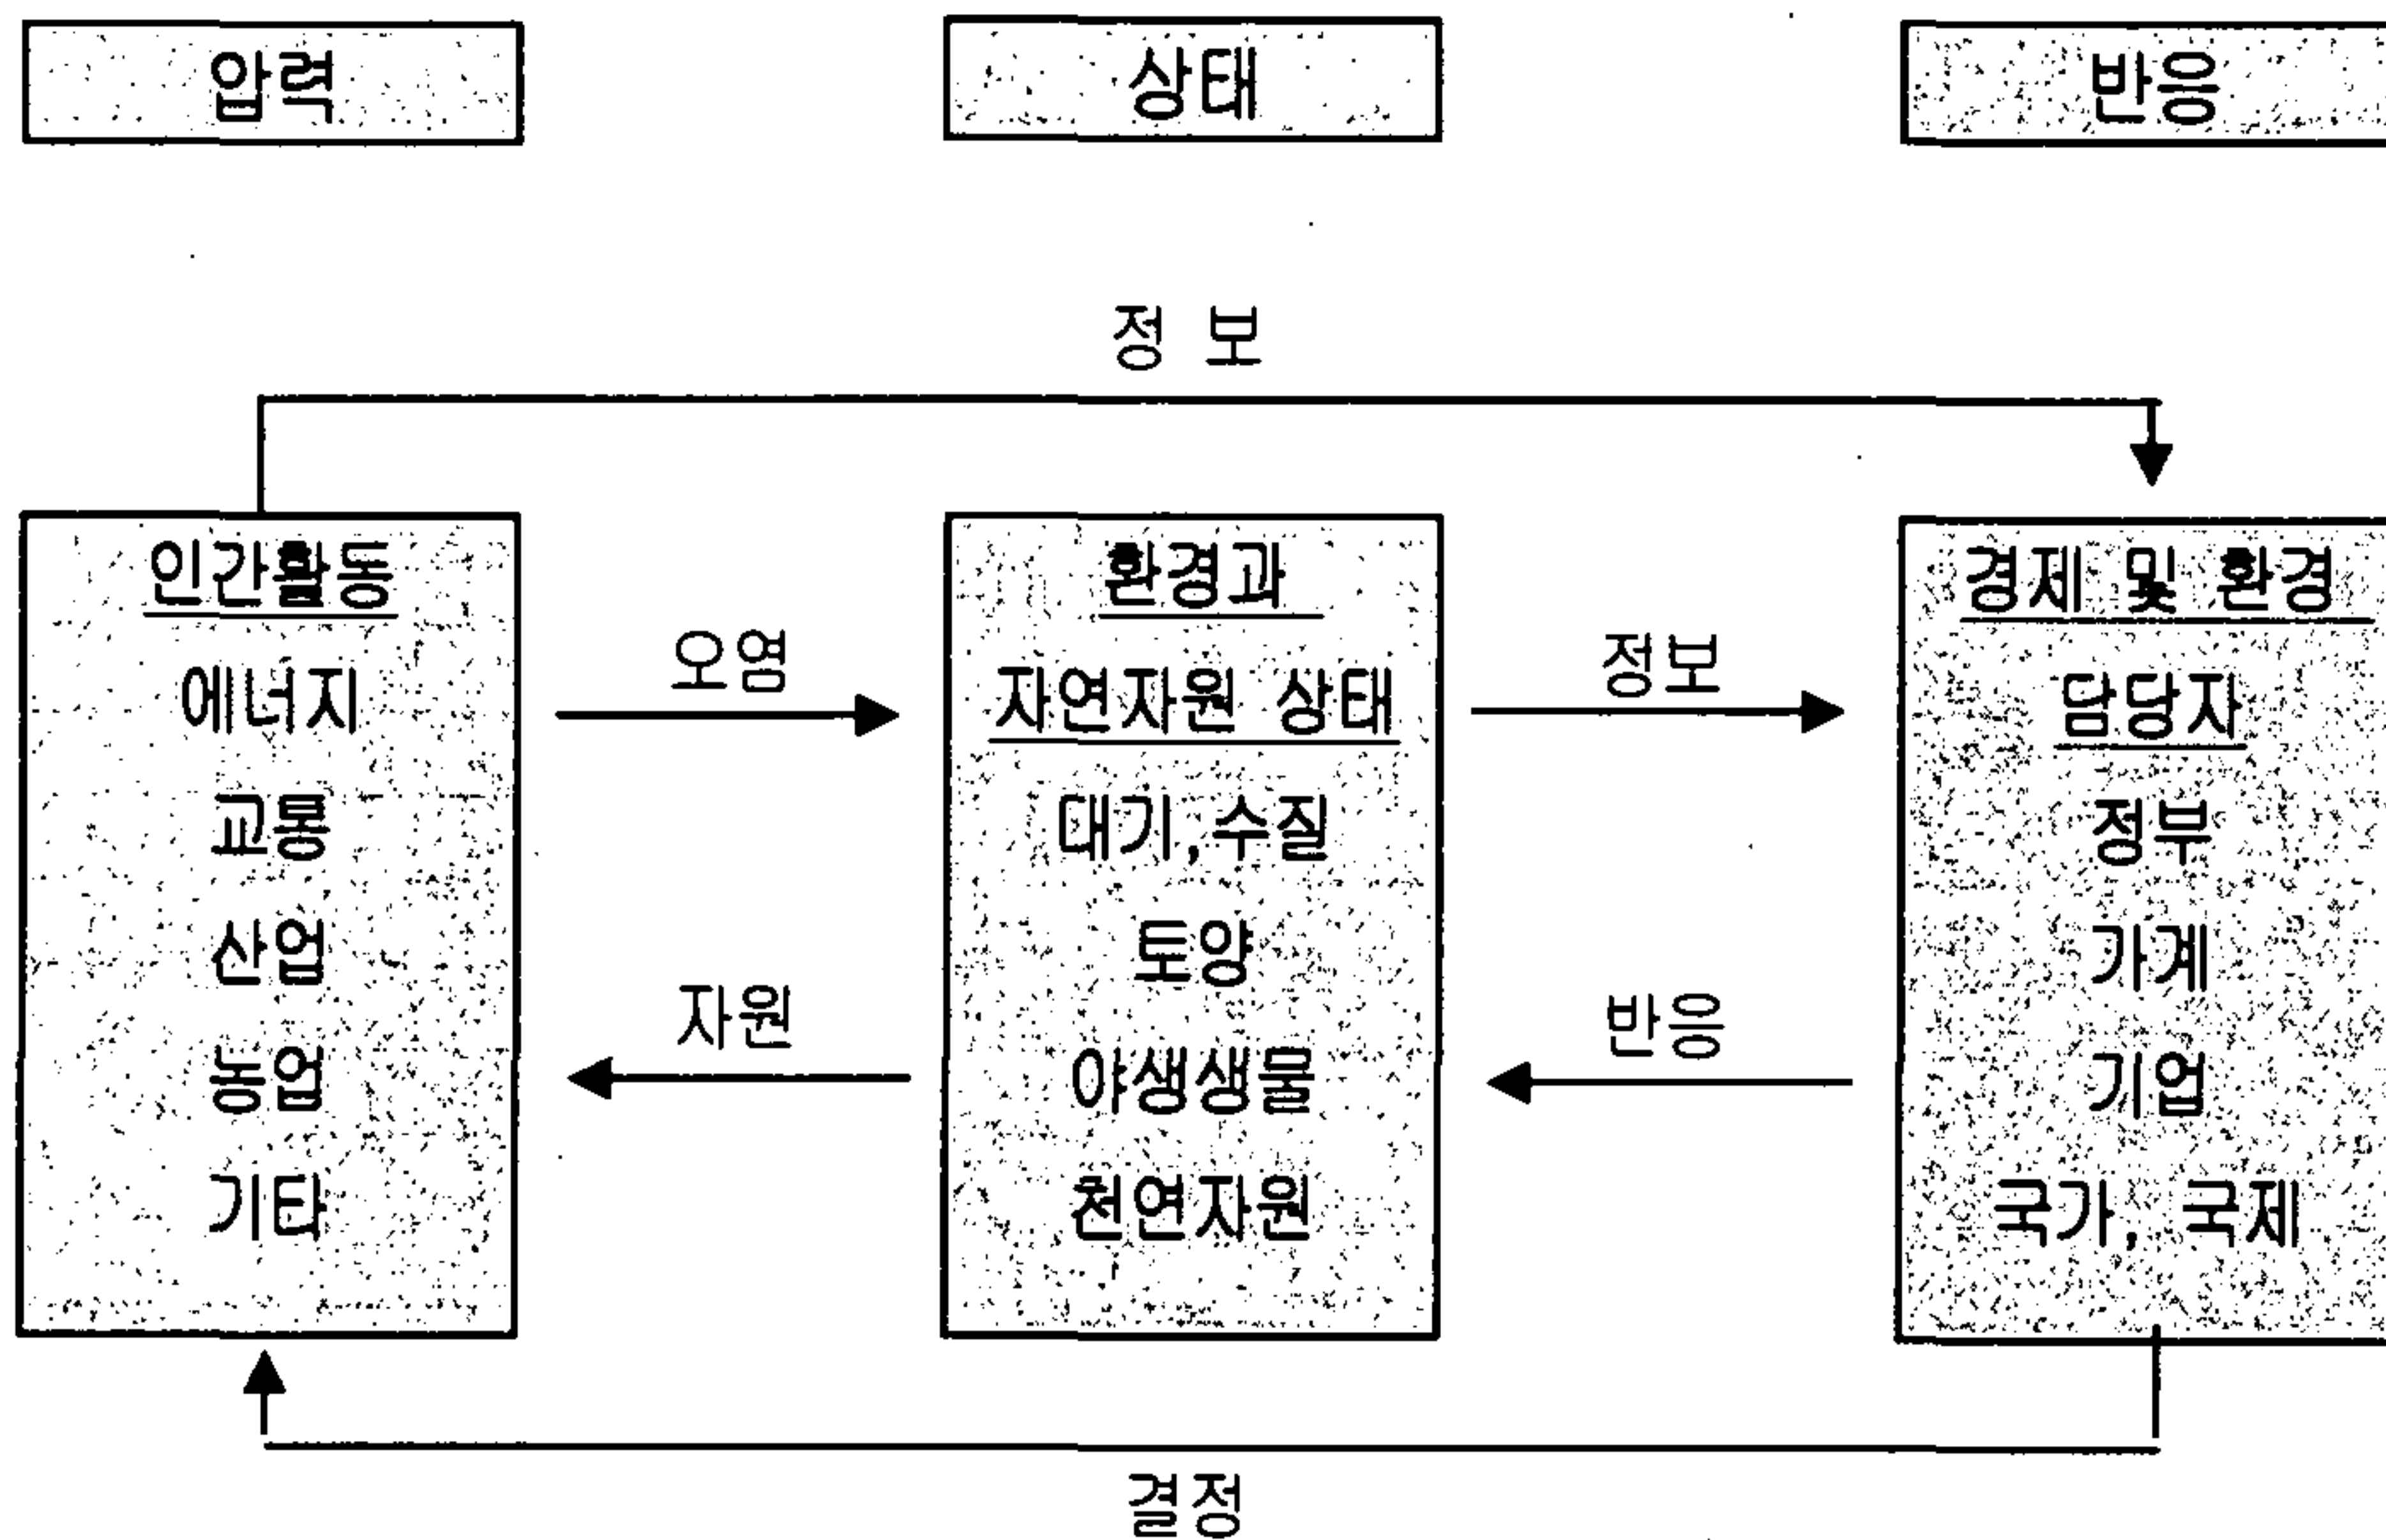 압력
상태
반응
정 보
인간활동
에너지
교통
산업
농업
기타
오염
자원
환경과
자연자원 상태
대기,수질
토양
야생생물
천연자원
정보
반응
경제 및 환경
담당자
정부
가계
기업
국가, 국제
결정